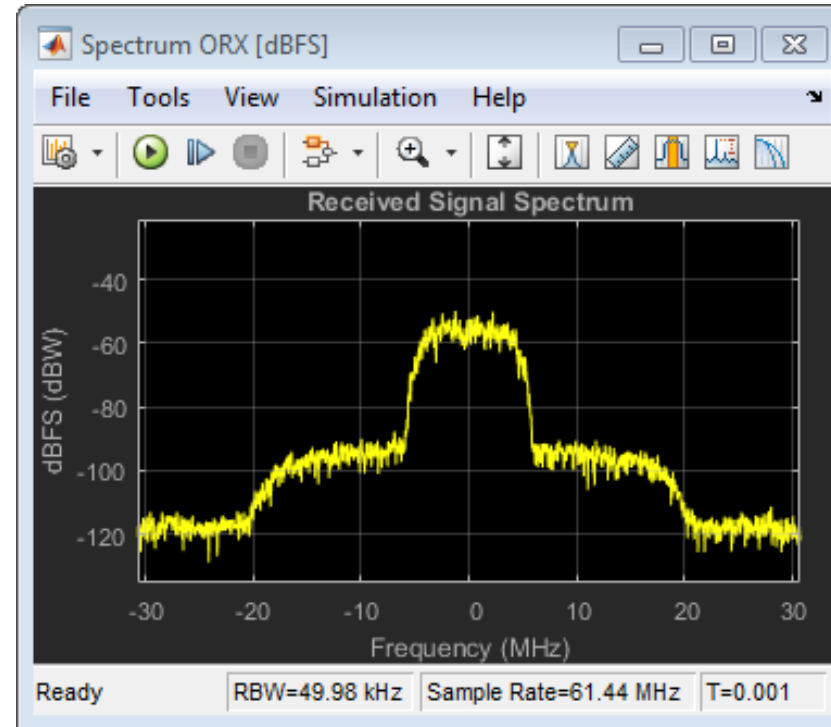 Spectrum ORX [dBFS]
File Tools View Simulation Help
Received Signal Spectrum
-40
-60
-80
-100
-120
dBFS (dBW)
-30 -20 -10 0 10 20 30
Frequency (MHz)
Ready RBW=49.98 kHz Sample Rate=61.44 MHz T=0.001